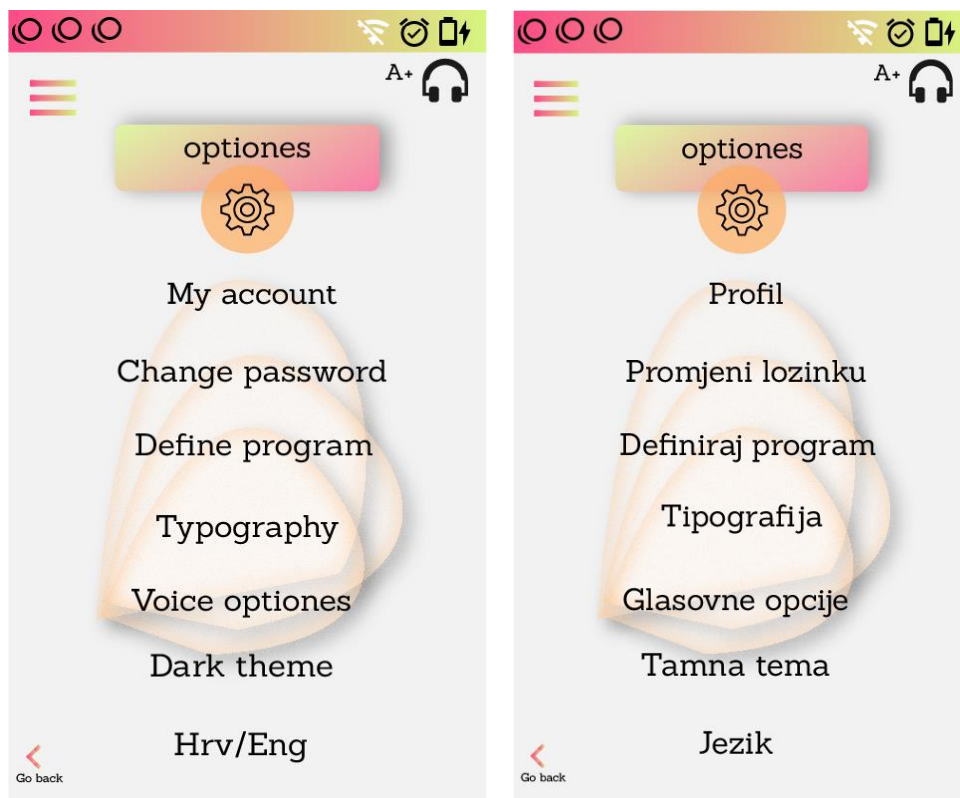 A+
optiones
My account
Change password
Define program
Typography
Voice optiones
Dark theme
Hrv/Eng
Go back
A+
optiones
Profil
Promjeni lozinku
Definiraj program
Tipografija
Glasovne opcije
Tamna tema
Jezik
Go back